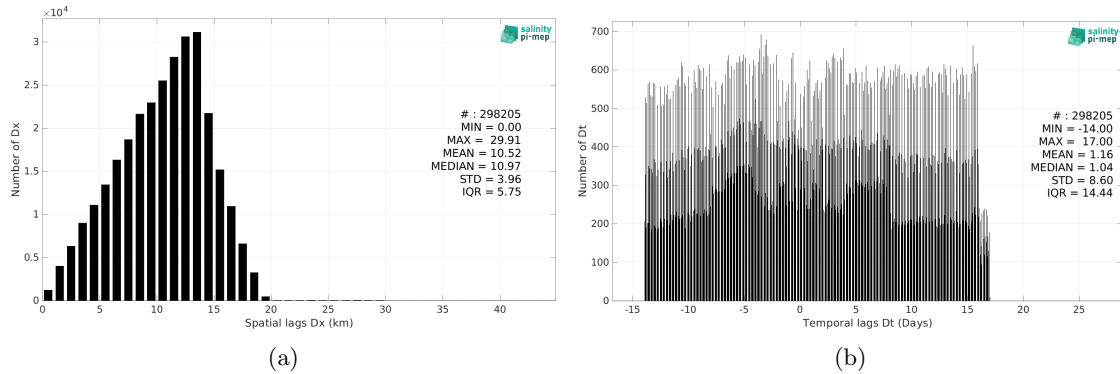 ×10⁴
3
2.5
2
1.5
1
0.5
0
0 5 10 15 20 25 30 35 40
Number of Dx
Spatial lags Dx (km)
salinity
pi-mep
# : 298205
MIN = 0.00
MAX = 29.91
MEAN = 10.52
MEDIAN = 10.97
STD = 3.96
IQR = 5.75
(a)
700
600
500
400
300
200
100
0
-15 -10 -5 0 5 10 15 20 25
Number of Dt
Temporal lags Dt (Days)
salinity
pi-mep
# : 298205
MIN = -14.00
MAX = 17.00
MEAN = 1.16
MEDIAN = 1.04
STD = 8.60
IQR = 14.44
(b)